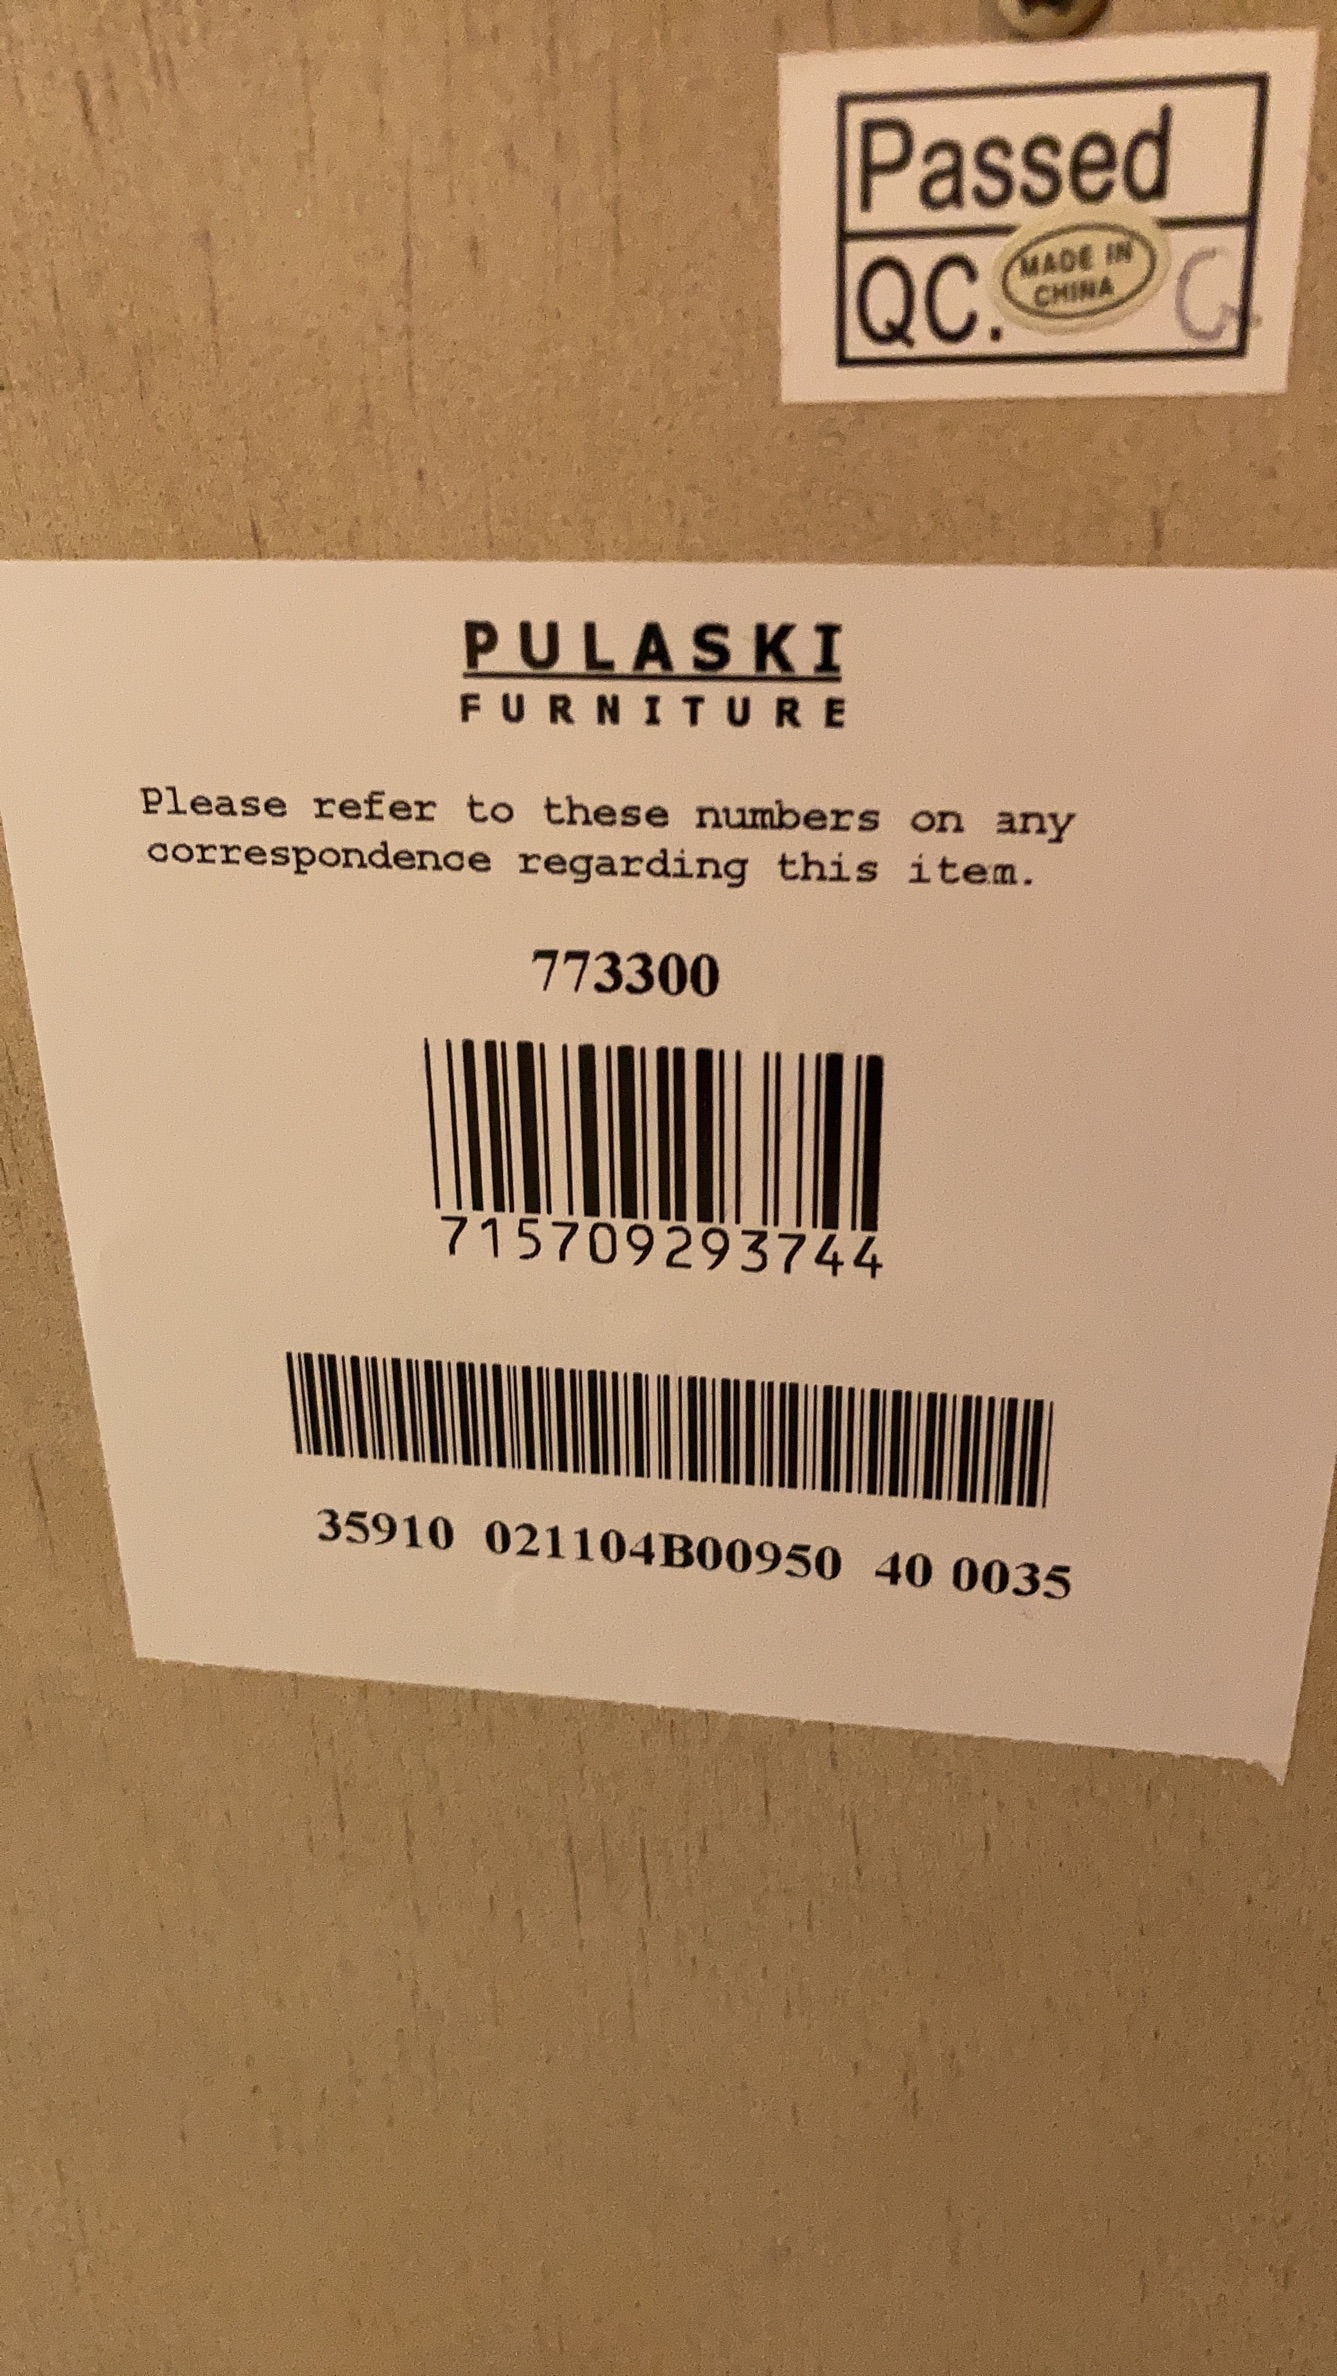 Passed
QC.
MADE IN
CHINA
G
PULASKI
FURNITURE
Please refer to these numbers on any
correspondence regarding this item.
773300
715709293744
35910 021104B00950 40 0035